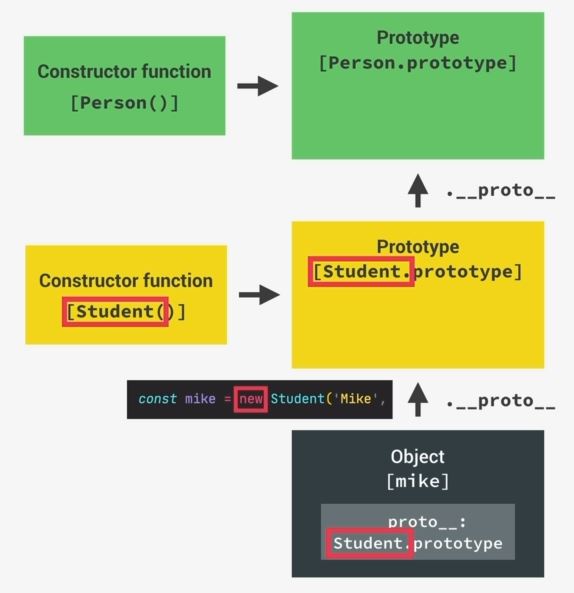 Constructor function
[Person()]
Prototype
[Person.prototype]
.__proto__
Constructor function
[Student()]
Prototype
[Student.prototype]
const mike = new Student('Mike',
.__proto__
Object
[mike]
proto__:
Student.prototype